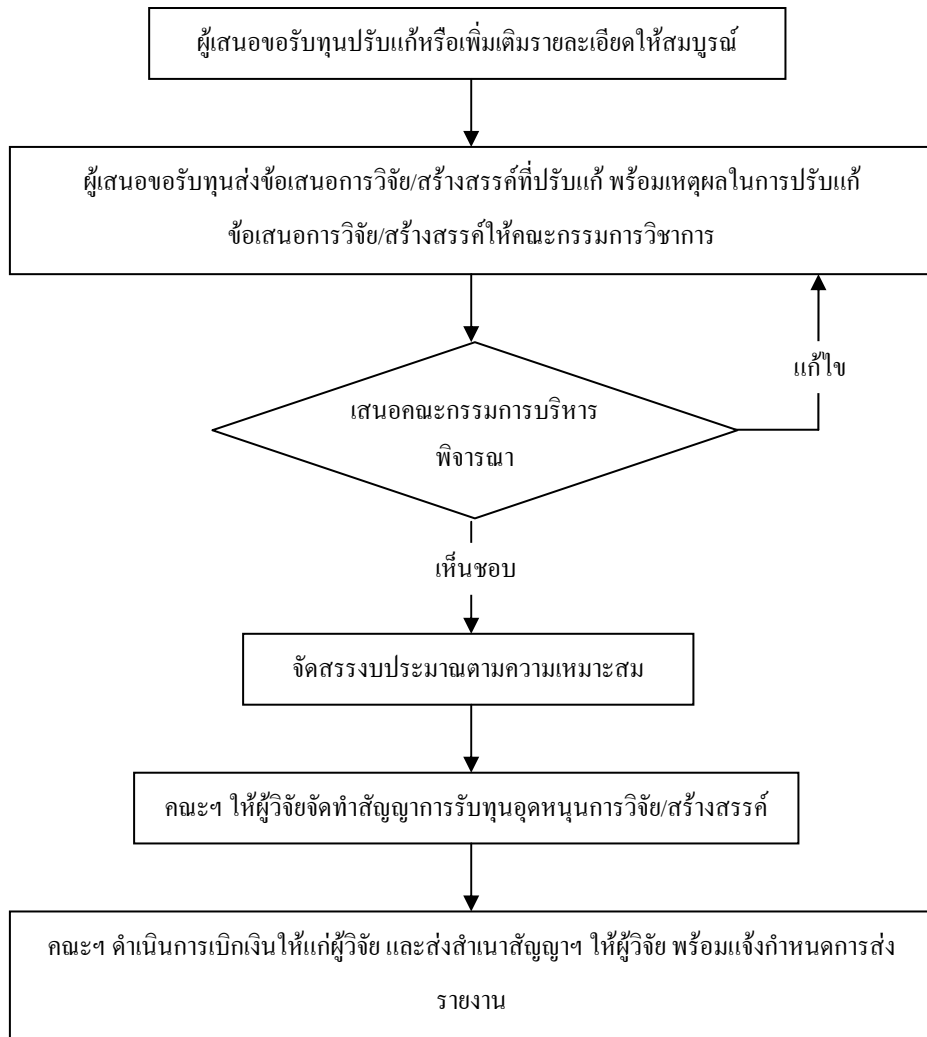 ผู้เสนอขอรับทุนปรับแก้หรือเพิ่มเติมรายละเอียดให้สมบูรณ์
ผู้เสนอขอรับทุนส่งข้อเสนอการวิจัย/สร้างสรรค์ที่ปรับแก้ พร้อมเหตุผลในการปรับแก้
ข้อเสนอการวิจัย/สร้างสรรค์ให้คณะกรรมการวิชาการ
แก้ไข
เสนอคณะกรรมการบริหาร
พิจารณา
เห็นชอบ
จัดสรรงบประมาณตามความเหมาะสม
คณะฯ ให้ผู้วิจัยจัดทำสัญญาการรับทุนอุดหนุนการวิจัย/สร้างสรรค์
คณะฯ ดำเนินการเบิกเงินให้แก่ผู้วิจัย และส่งสำเนาสัญญาฯ ให้ผู้วิจัย พร้อมแจ้งกำหนดการส่ง
รายงาน